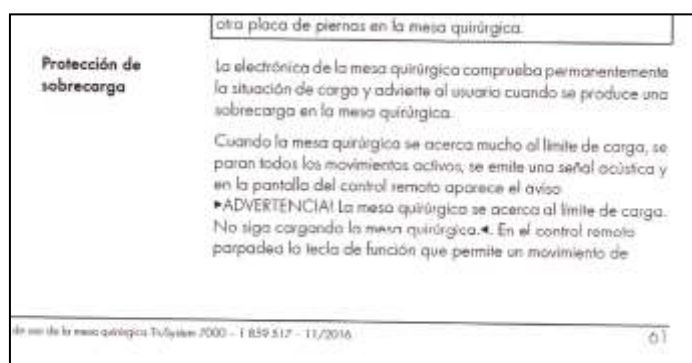 otra placa de piernas en la mesa quirúrgica.
Protección de
sobrecarga
La electrónica de la mesa quirúrgica comprueba permanentemente
la situación de carga y advierte al usuario cuando se produce una
sobrecarga en la mesa quirúrgica.
Cuando la mesa quirúrgica se acerca mucho al límite de carga, se
paran todos los movimientos activos, se emite una señal acústica y
en la pantalla del control remoto aparece el aviso
►ADVERTENCIA! La mesa quirúrgica se acerca al límite de carga.
No siga cargando la mesa quirúrgica.◄. En el control remoto
parpadea la tecla de función que permite un movimiento de
de uso de la mesa quirúrgica TruSystem 7000 – F 859 517 – 11/2016
61